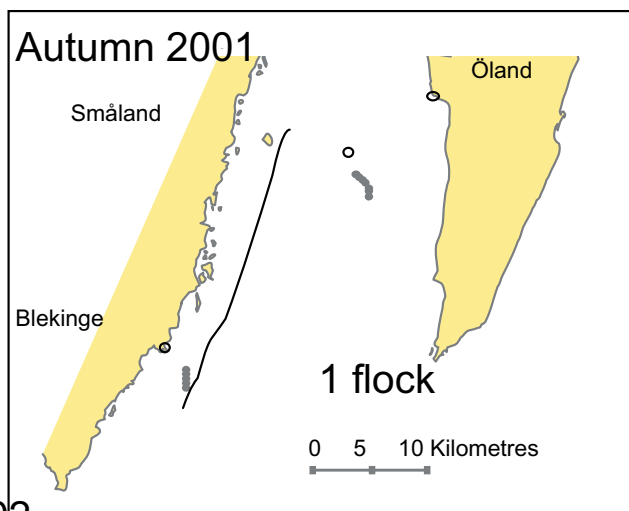 Autumn 2001
Öland
Småland
Blekinge
1 flock
0 5 10 Kilometres